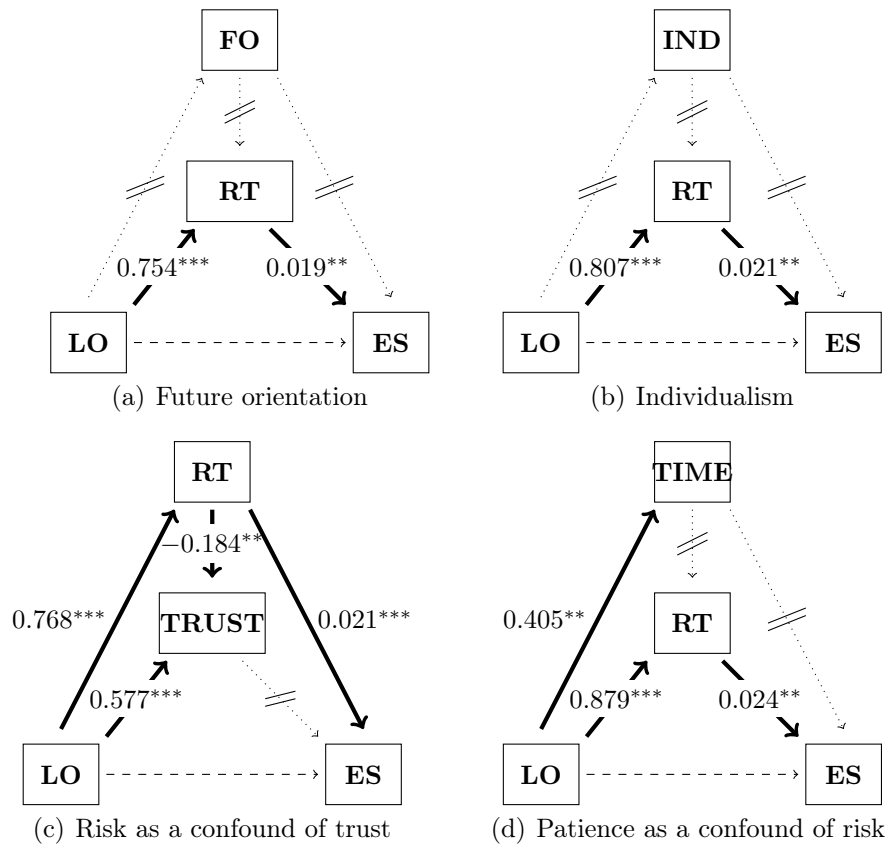 FO
RT
0.754***
0.019**
LO
ES
(a) Future orientation
IND
RT
0.807***
0.021**
LO
ES
(b) Individualism
RT
−0.184**
0.768***
TRUST
0.021***
0.577***
LO
ES
(c) Risk as a confound of trust
TIME
0.405**
RT
0.879***
0.024**
LO
ES
(d) Patience as a confound of risk